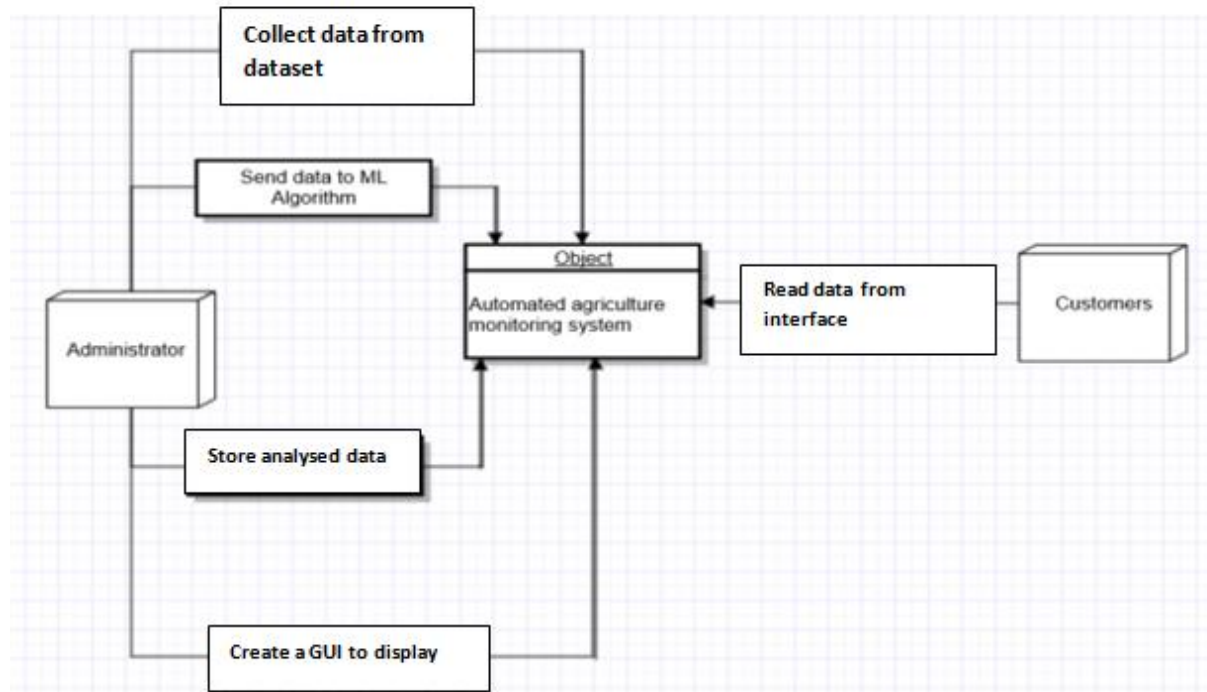 Collect data from
dataset
Send data to ML
Algorithm
Object
Automated agriculture
monitoring system
Read data from
interface
Customers
Administrator
Store analysed data
Create a GUI to display